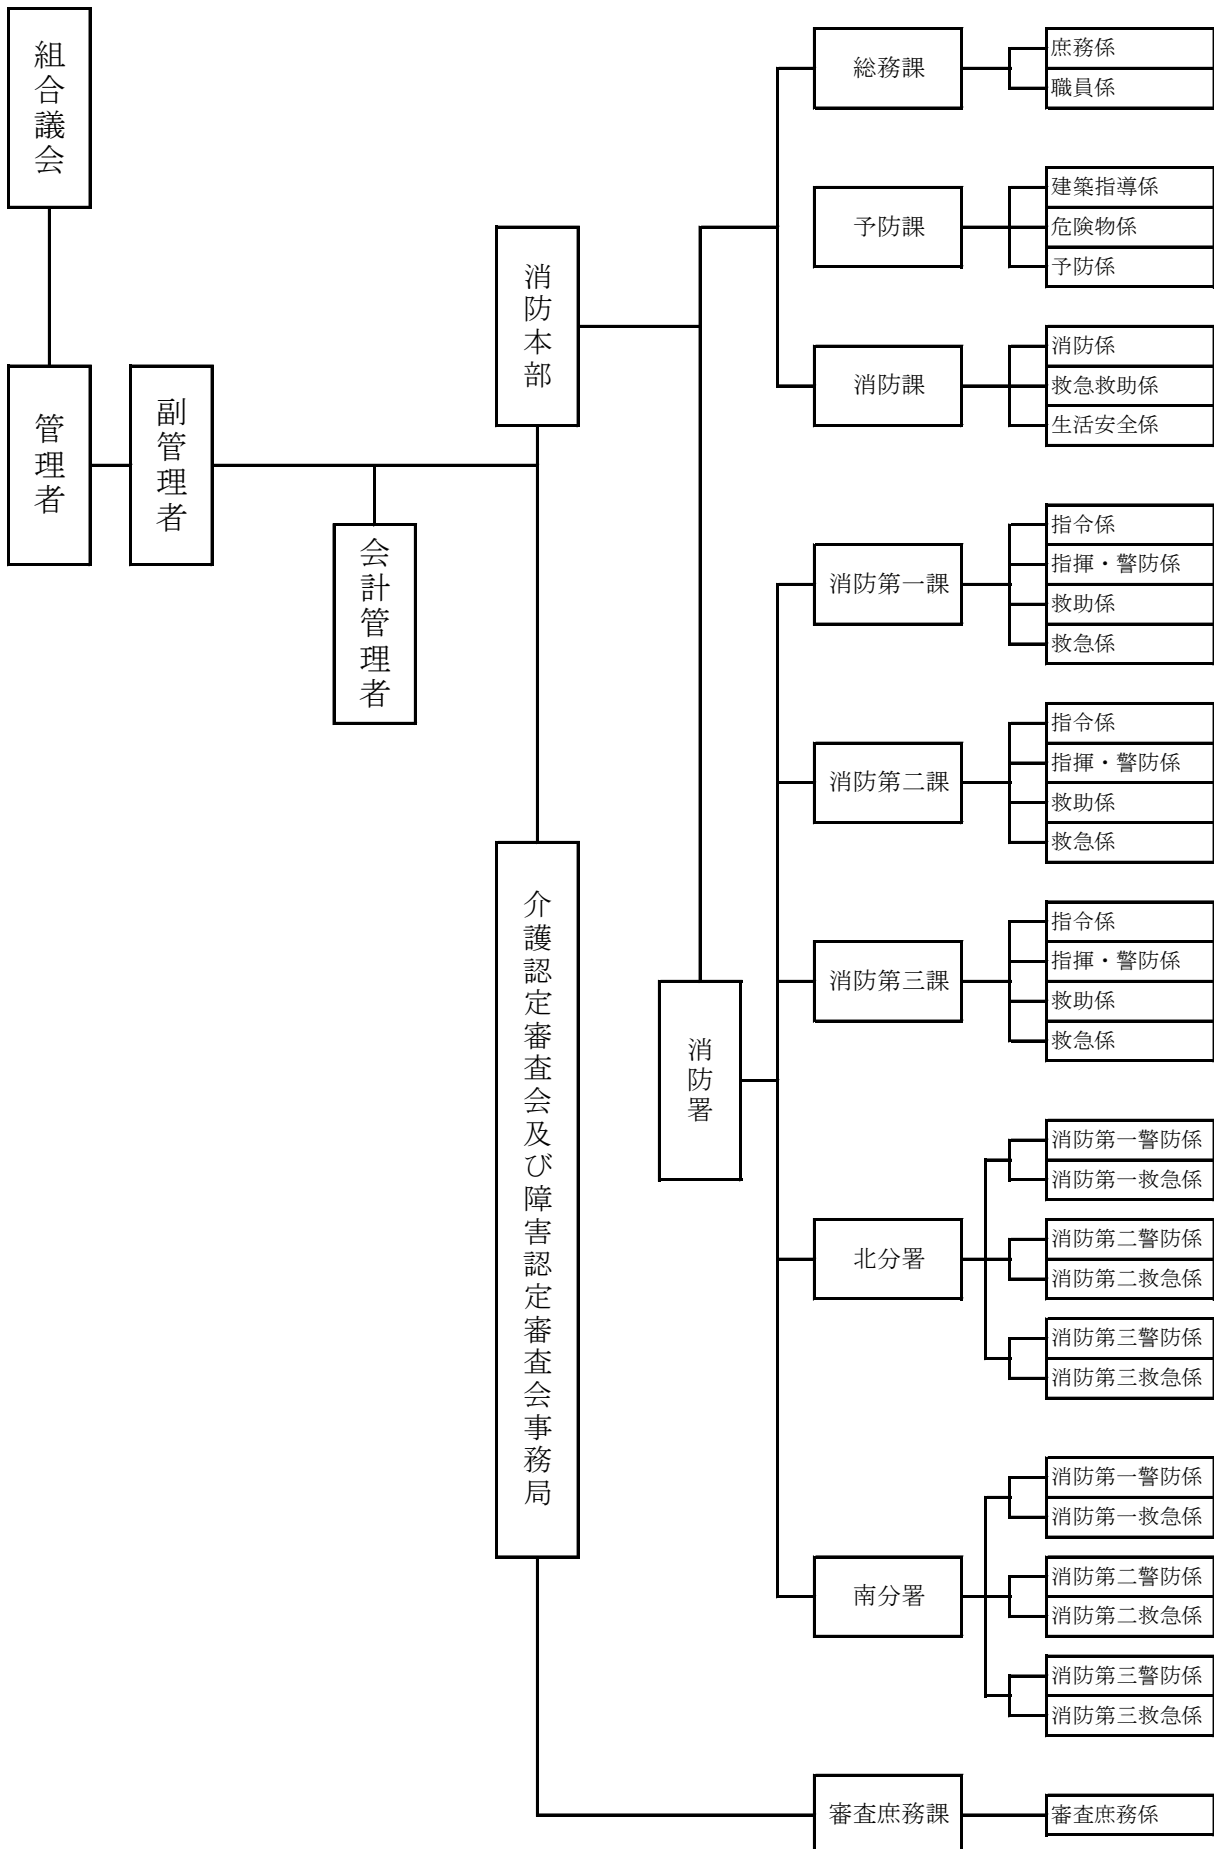 組合議会
管理者
副管理者
会計管理者
消防本部
総務課
庶務係
職員係
予防課
建築指導係
危険物係
予防係
消防課
消防係
救急救助係
生活安全係
消防署
消防第一課
指令係
指揮・警防係
救助係
救急係
消防第二課
指令係
指揮・警防係
救助係
救急係
消防第三課
指令係
指揮・警防係
救助係
救急係
北分署
消防第一警防係
消防第一救急係
消防第二警防係
消防第二救急係
消防第三警防係
消防第三救急係
南分署
消防第一警防係
消防第一救急係
消防第二警防係
消防第二救急係
消防第三警防係
消防第三救急係
介護認定審査会及び障害認定審査会事務局
審査庶務課
審査庶務係